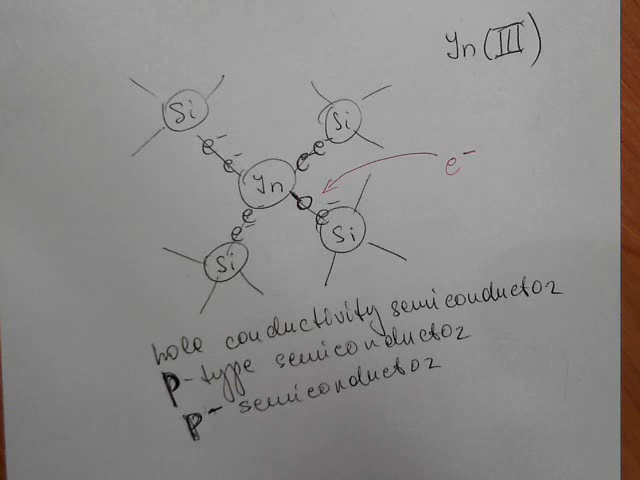 Jn (III)
Si
Si
e⁻
e⁻
e
e
Jn
e⁻
e
e⁻
e⁻
Si
Si
hole conductivity semiconductor
p-type semiconductor
p- semiconductor